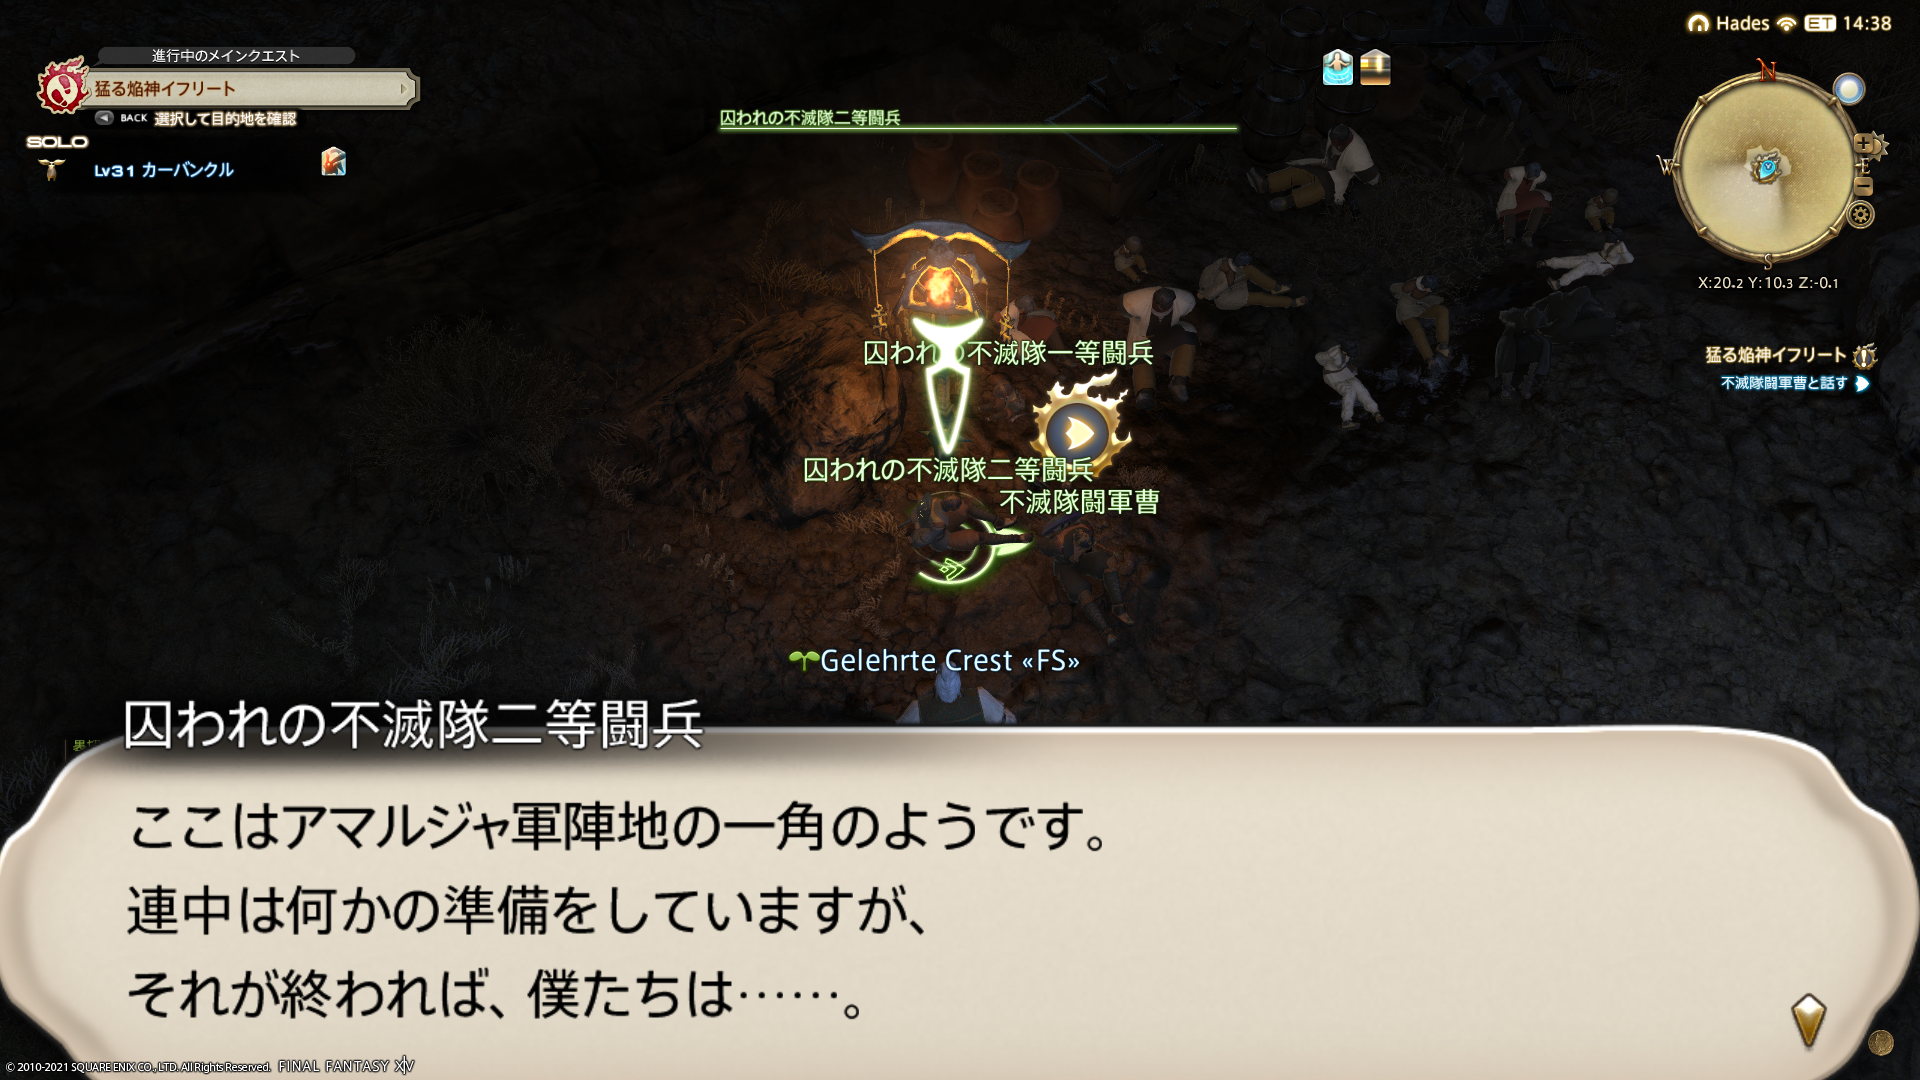 Hades ET 14:38
進行中のメインクエスト
猛る焔神イフリート
BACK 選択して目的地を確認
SOLO
Lv31 カーバンクル
囚われの不滅隊二等闘兵
N
W
E
S
X:20.2 Y:10.3 Z:-0.1
猛る焔神イフリート
不滅隊闘軍曹と話す
囚われの不滅隊一等闘兵
囚われの不滅隊二等闘兵
不滅隊闘軍曹
Gelehrte Crest «FS»
囚われの不滅隊二等闘兵
ここはアマルジャ軍陣地の一角のようです。
連中は何かの準備をしていますが、
それが終われば、僕たちは……。
© 2010-2021 SQUARE ENIX CO., LTD. All Rights Reserved. FINAL FANTASY XIV